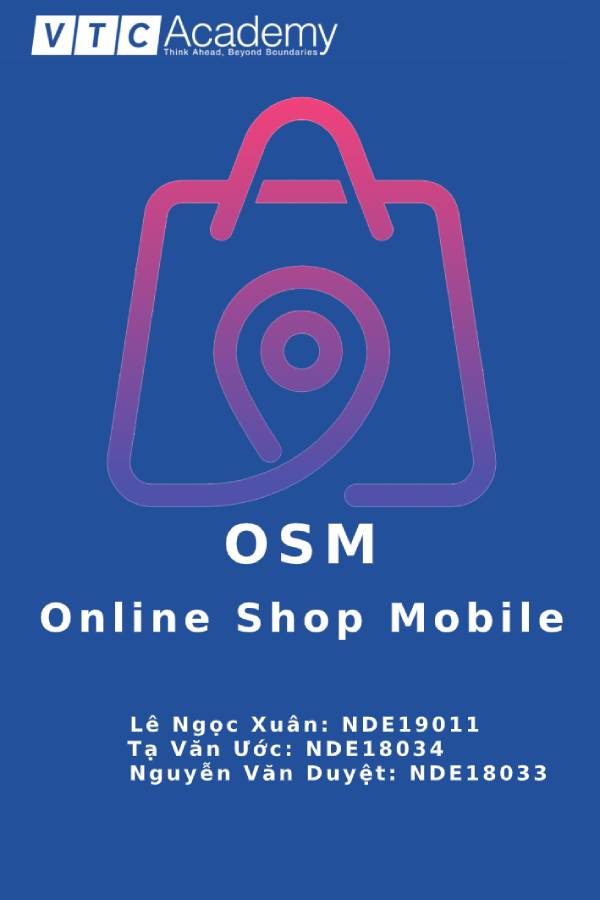 VTC Academy
Think Ahead, Beyond Boundaries
OSM
Online Shop Mobile
Lê Ngọc Xuân: NDE19011
Tạ Văn Ước: NDE18034
Nguyễn Văn Duyệt: NDE18033